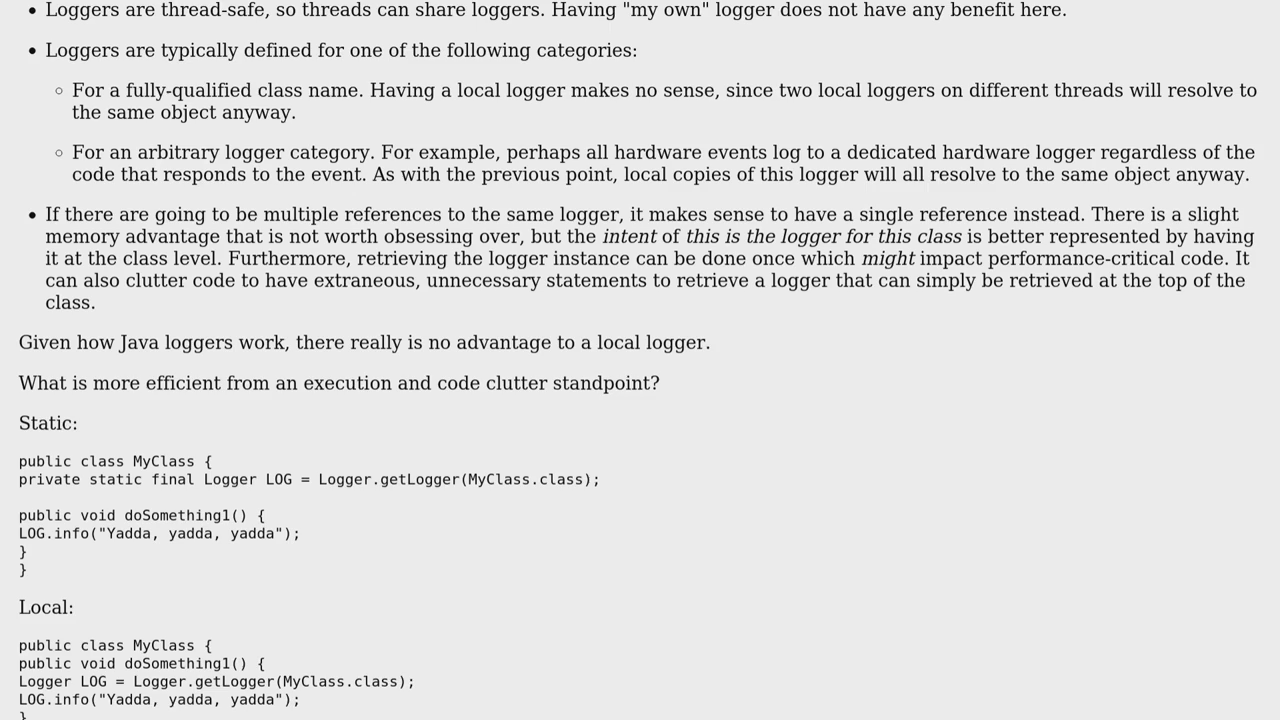 Loggers are thread-safe, so threads can share loggers. Having "my own" logger does not have any benefit here.
Loggers are typically defined for one of the following categories:
For a fully-qualified class name. Having a local logger makes no sense, since two local loggers on different threads will resolve to
the same object anyway.
For an arbitrary logger category. For example, perhaps all hardware events log to a dedicated hardware logger regardless of the
code that responds to the event. As with the previous point, local copies of this logger will all resolve to the same object anyway.
If there are going to be multiple references to the same logger, it makes sense to have a single reference instead. There is a slight
memory advantage that is not worth obsessing over, but the intent of this is the logger for this class is better represented by having
it at the class level. Furthermore, retrieving the logger instance can be done once which might impact performance-critical code. It
can also clutter code to have extraneous, unnecessary statements to retrieve a logger that can simply be retrieved at the top of the
class.
Given how Java loggers work, there really is no advantage to a local logger.
What is more efficient from an execution and code clutter standpoint?
Static:
public class MyClass {
private static final Logger LOG = Logger.getLogger(MyClass.class);
public void doSomething1() {
LOG.info("Yadda, yadda, yadda");
}
}
Local:
public class MyClass {
public void doSomething1() {
Logger LOG = Logger.getLogger(MyClass.class);
LOG.info("Yadda, yadda, yadda");
}